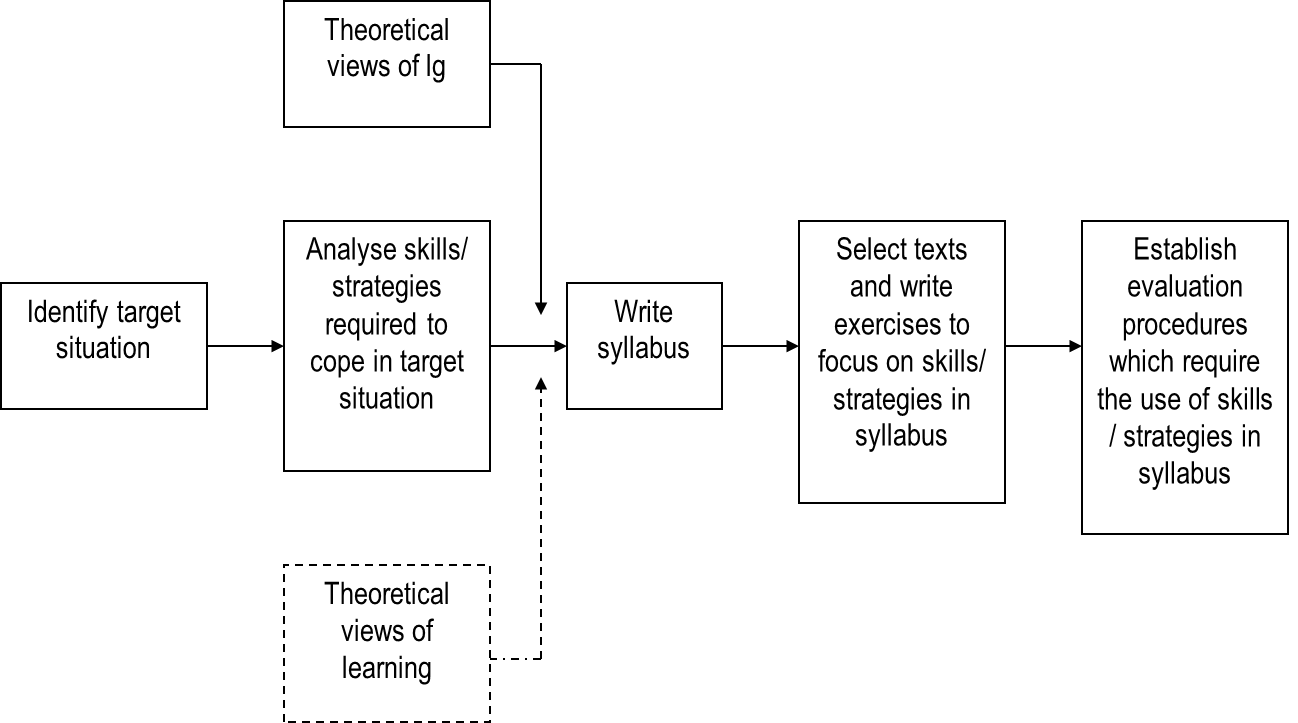 Theoretical
views of lg
Identify target
situation
Analyse skills/
strategies
required to
cope in target
situation
Write
syllabus
Select texts
and write
exercises to
focus on skills/
strategies in
syllabus
Establish
evaluation
procedures
which require
the use of skills
/ strategies in
syllabus
Theoretical
views of
learning